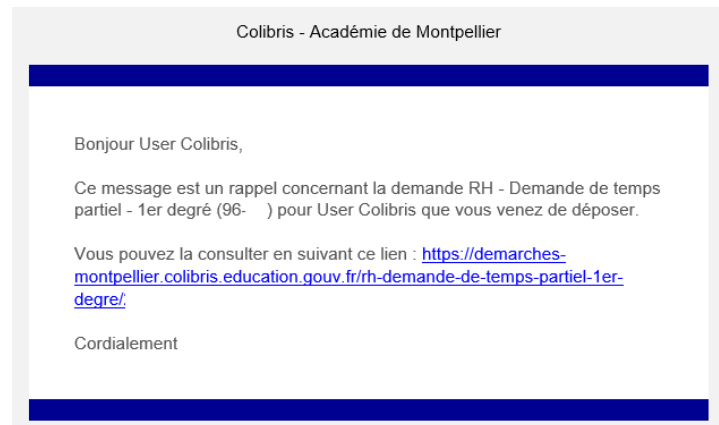 Colibris - Académie de Montpellier
Bonjour User Colibris,
Ce message est un rappel concernant la demande RH - Demande de temps
partiel - 1er degré (96- ) pour User Colibris que vous venez de déposer.
Vous pouvez la consulter en suivant ce lien : https://demarches-
montpellier.colibris.education.gouv.fr/rh-demande-de-temps-partiel-1er-
degre/
Cordialement